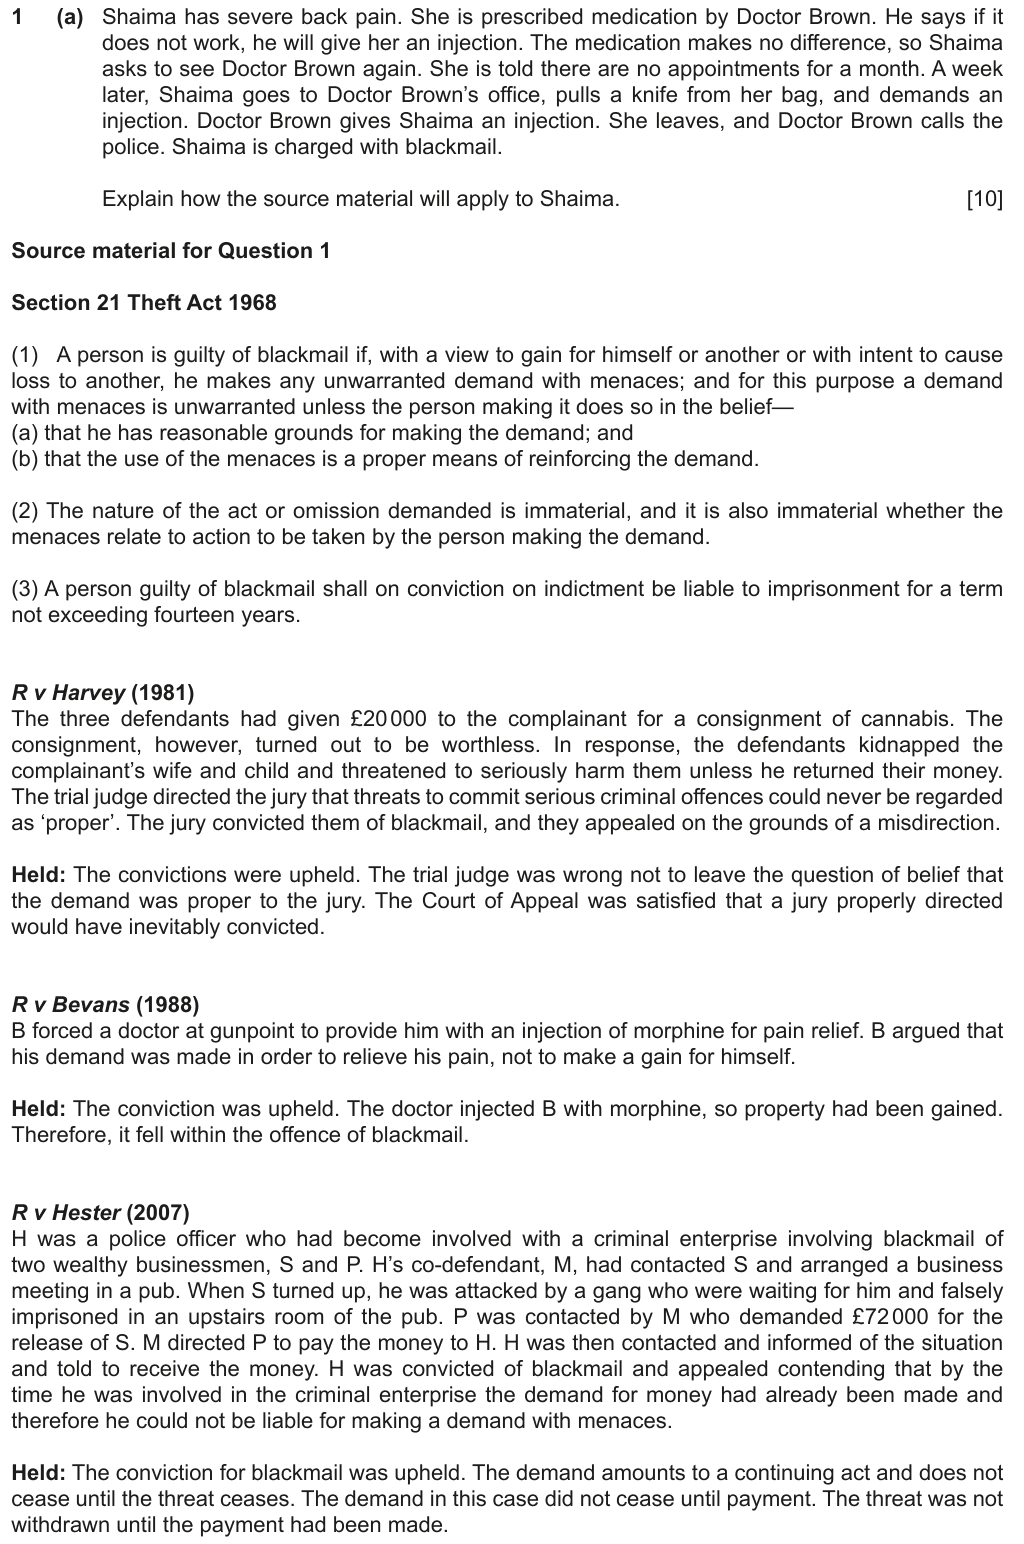 1 (a) Shaima has severe back pain. She is prescribed medication by Doctor Brown. He says if it
does not work, he will give her an injection. The medication makes no difference, so Shaima
asks to see Doctor Brown again. She is told there are no appointments for a month. A week
later, Shaima goes to Doctor Brown’s office, pulls a knife from her bag, and demands an
injection. Doctor Brown gives Shaima an injection. She leaves, and Doctor Brown calls the
police. Shaima is charged with blackmail.
Explain how the source material will apply to Shaima. [10]
Source material for Question 1
Section 21 Theft Act 1968
(1) A person is guilty of blackmail if, with a view to gain for himself or another or with intent to cause
loss to another, he makes any unwarranted demand with menaces; and for this purpose a demand
with menaces is unwarranted unless the person making it does so in the belief—
(a) that he has reasonable grounds for making the demand; and
(b) that the use of the menaces is a proper means of reinforcing the demand.
(2) The nature of the act or omission demanded is immaterial, and it is also immaterial whether the
menaces relate to action to be taken by the person making the demand.
(3) A person guilty of blackmail shall on conviction on indictment be liable to imprisonment for a term
not exceeding fourteen years.
R v Harvey (1981)
The three defendants had given £20 000 to the complainant for a consignment of cannabis. The
consignment, however, turned out to be worthless. In response, the defendants kidnapped the
complainant’s wife and child and threatened to seriously harm them unless he returned their money.
The trial judge directed the jury that threats to commit serious criminal offences could never be regarded
as ‘proper’. The jury convicted them of blackmail, and they appealed on the grounds of a misdirection.
Held: The convictions were upheld. The trial judge was wrong not to leave the question of belief that
the demand was proper to the jury. The Court of Appeal was satisfied that a jury properly directed
would have inevitably convicted.
R v Bevans (1988)
B forced a doctor at gunpoint to provide him with an injection of morphine for pain relief. B argued that
his demand was made in order to relieve his pain, not to make a gain for himself.
Held: The conviction was upheld. The doctor injected B with morphine, so property had been gained.
Therefore, it fell within the offence of blackmail.
R v Hester (2007)
H was a police officer who had become involved with a criminal enterprise involving blackmail of
two wealthy businessmen, S and P. H’s co-defendant, M, had contacted S and arranged a business
meeting in a pub. When S turned up, he was attacked by a gang who were waiting for him and falsely
imprisoned in an upstairs room of the pub. P was contacted by M who demanded £72 000 for the
release of S. M directed P to pay the money to H. H was then contacted and informed of the situation
and told to receive the money. H was convicted of blackmail and appealed contending that by the
time he was involved in the criminal enterprise the demand for money had already been made and
therefore he could not be liable for making a demand with menaces.
Held: The conviction for blackmail was upheld. The demand amounts to a continuing act and does not
cease until the threat ceases. The demand in this case did not cease until payment. The threat was not
withdrawn until the payment had been made.